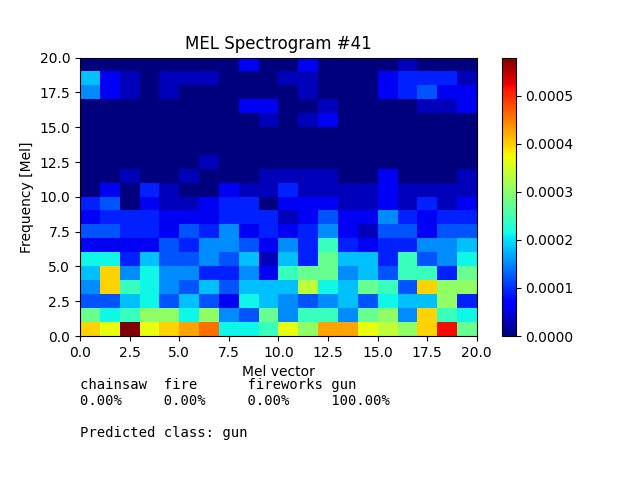 MEL Spectrogram #41
20.0
17.5
15.0
12.5
10.0
7.5
5.0
2.5
0.0
Frequency [Mel]
0.0 2.5 5.0 7.5 10.0 12.5 15.0 17.5 20.0
Mel vector
0.0005
0.0004
0.0003
0.0002
0.0001
0.0000
chainsaw fire fireworks gun
0.00% 0.00% 0.00% 100.00%
Predicted class: gun